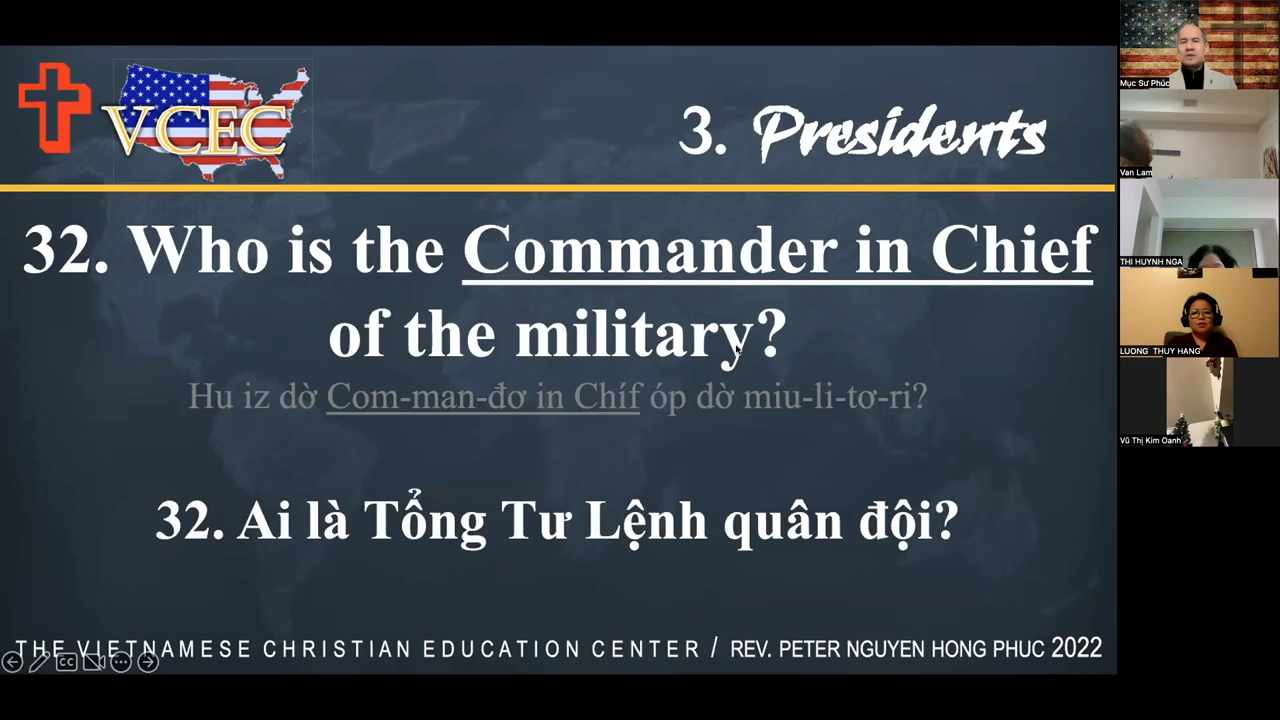 VCEC
3. Presidents
32. Who is the Commander in Chief
of the military?
Hu iz dờ Com-man-đơ in Chíf óp dờ miu-li-tơ-ri?
32. Ai là Tổng Tư Lệnh quân đội?
THE VIETNAMESE CHRISTIAN EDUCATION CENTER / REV. PETER NGUYEN HONG PHUC 2022
CC
Mục Sư Phúc
Van Lam
THI HUYNH NGA
LUONG THUY HANG
Vũ Thị Kim Oanh